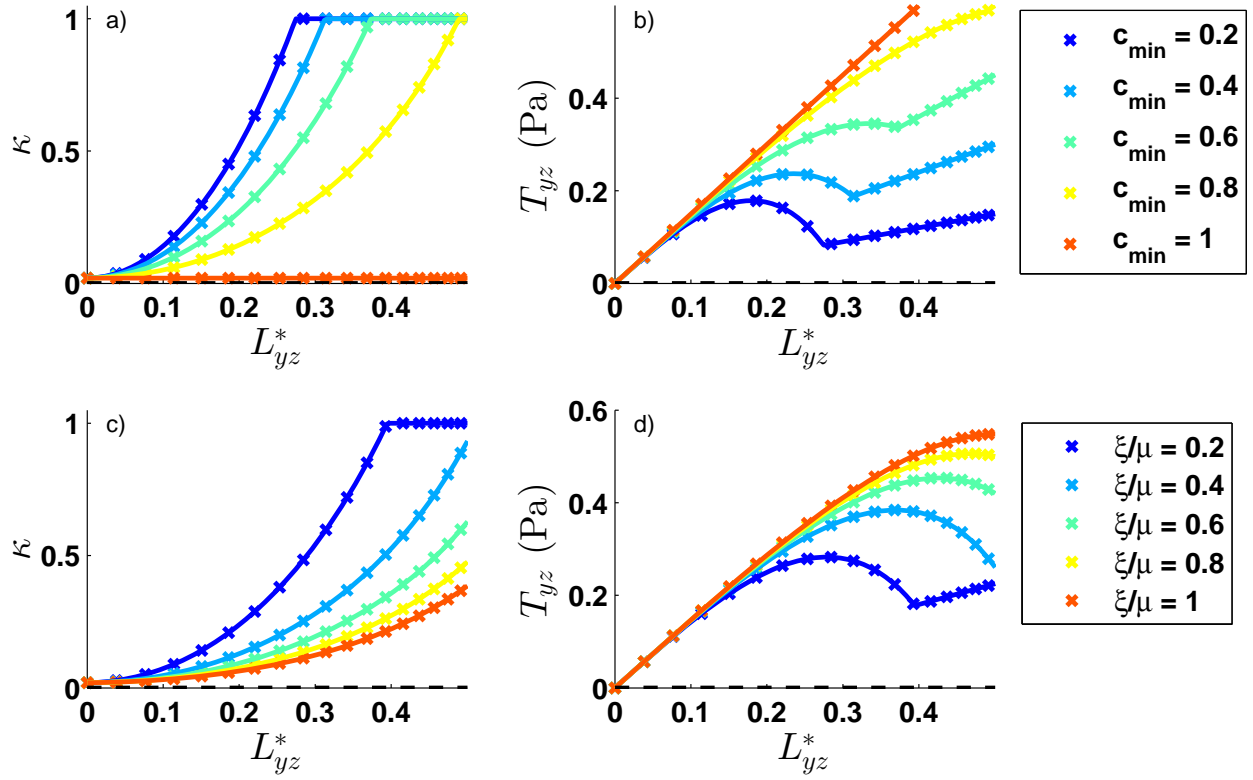 a)
1
0.5
0
κ
0 0.1 0.2 0.3 0.4
L*yz
b)
0.4
0.2
0
Tyz (Pa)
0 0.1 0.2 0.3 0.4
L*yz
cmin = 0.2
cmin = 0.4
cmin = 0.6
cmin = 0.8
cmin = 1
c)
1
0.5
0
κ
0 0.1 0.2 0.3 0.4
L*yz
d)
0.6
0.4
0.2
0
Tyz (Pa)
0 0.1 0.2 0.3 0.4
L*yz
ξ/μ = 0.2
ξ/μ = 0.4
ξ/μ = 0.6
ξ/μ = 0.8
ξ/μ = 1